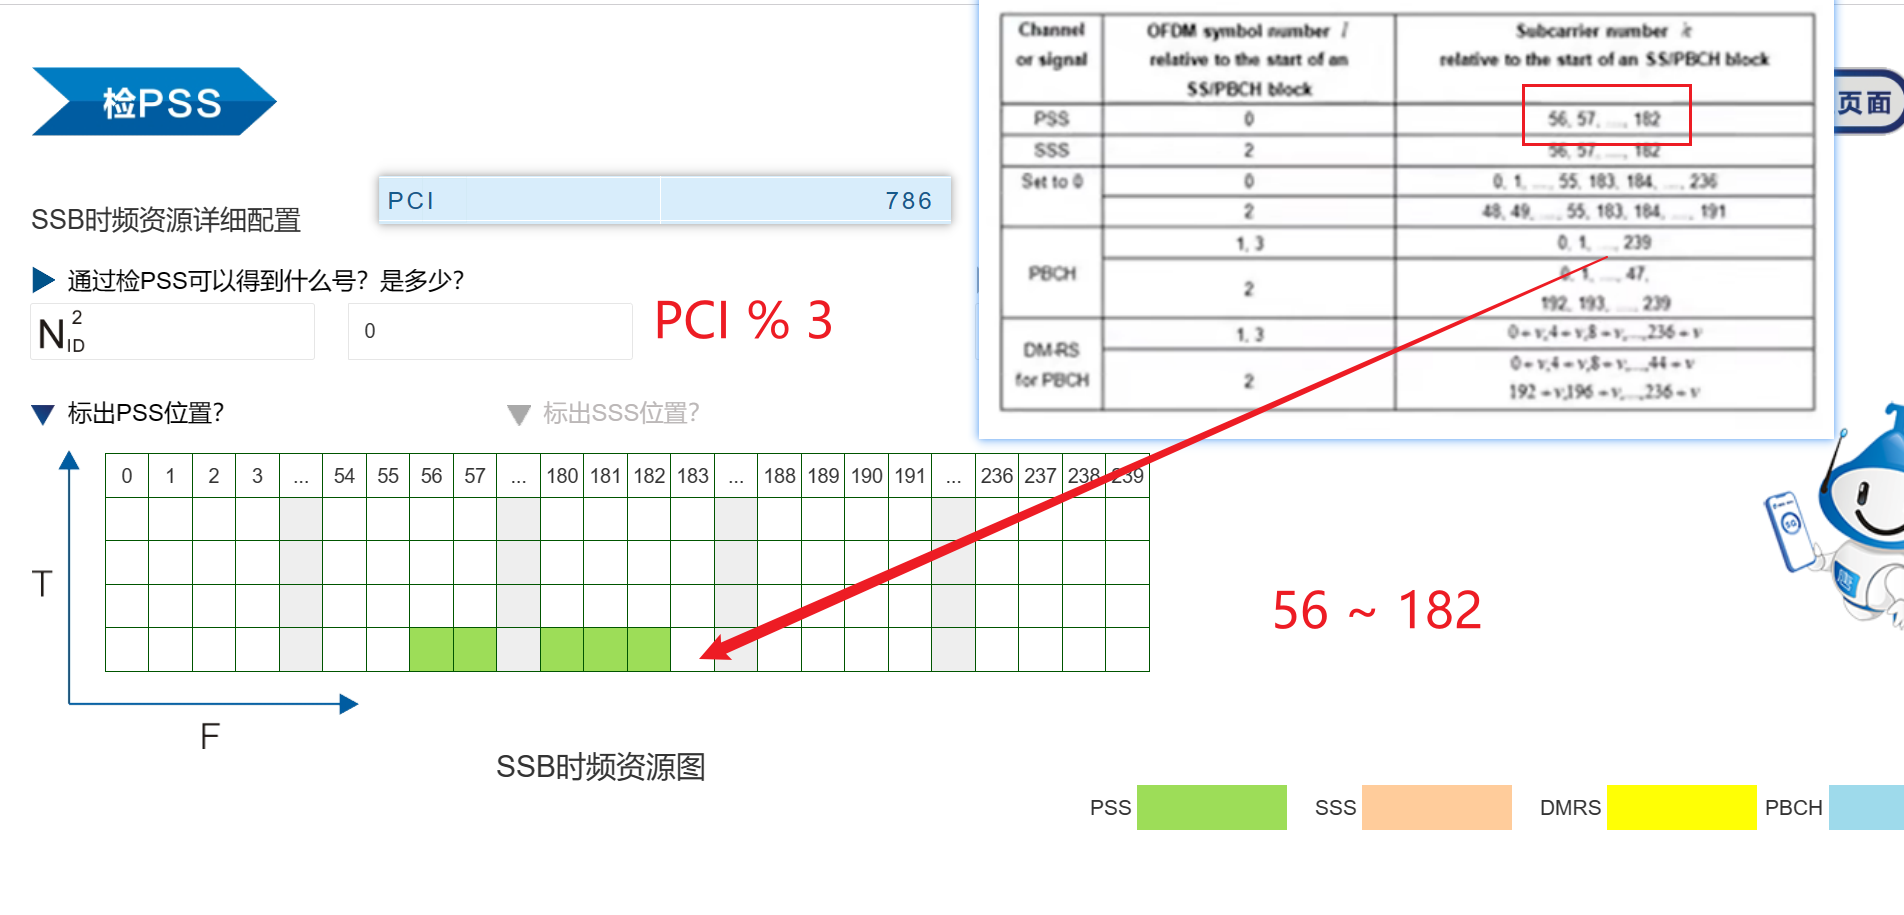 检PSS
页面
SSB时频资源详细配置
PCI 786
通过检PSS可以得到什么号？是多少？
N ID 2
0
PCI % 3
标出PSS位置？
标出SSS位置？
Channel or signal
OFDM symbol number l relative to the start of an SS/PBCH block
Subcarrier number k relative to the start of an SS/PBCH block
PSS 0 56, 57, ..., 182
SSS 2 56, 57, ..., 182
Set to 0 0 0, 1, ..., 55, 183, 184, ..., 236
2 48, 49, ..., 55, 183, 184, ..., 191
PBCH 1, 3 0, 1, ..., 239
2 0, 1, ..., 47,
192, 193, ..., 239
DM-RS for PBCH 1, 3 0+v,4+v,8+v,...,236+v
2 0+v,4+v,8+v,...,44+v
192+v,196+v,...,236+v
0 1 2 3 ... 54 55 56 57 ... 180 181 182 183 ... 188 189 190 191 ... 236 237 238 239
T
F
56 ~ 182
SSB时频资源图
PSS SSS DMRS PBCH
5G